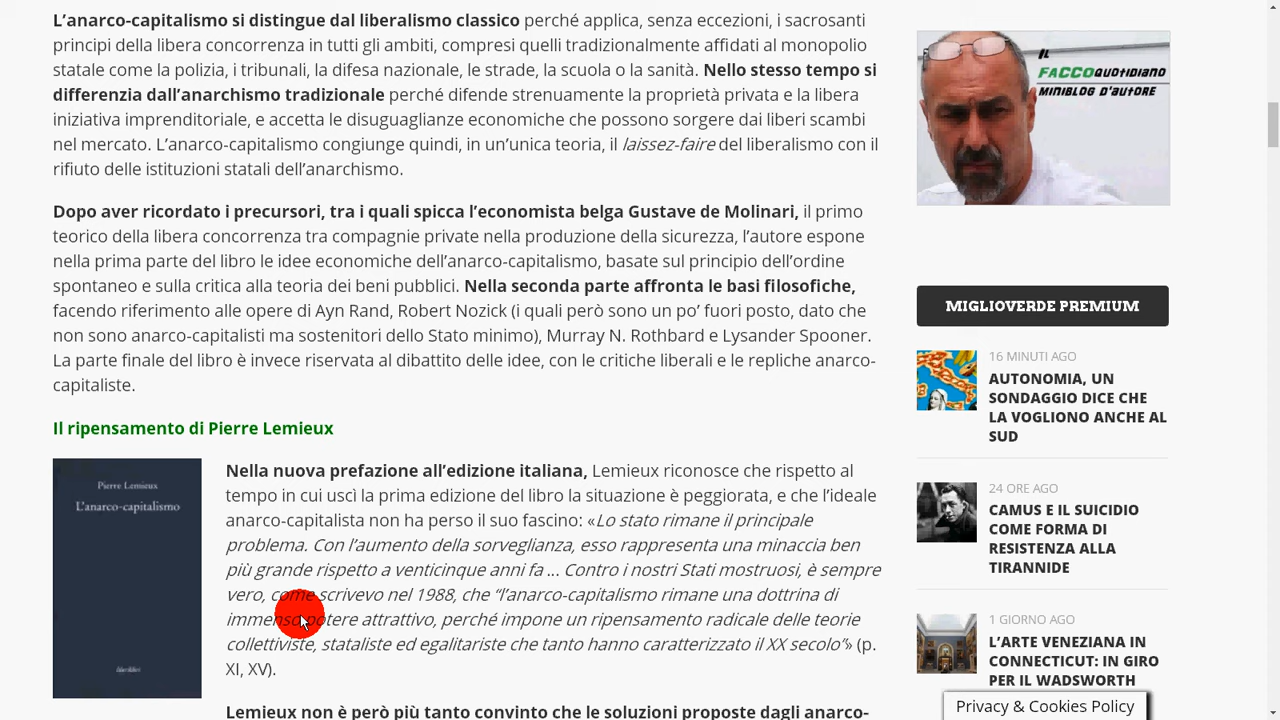 L’anarco-capitalismo si distingue dal liberalismo classico perché applica, senza eccezioni, i sacrosanti
principi della libera concorrenza in tutti gli ambiti, compresi quelli tradizionalmente affidati al monopolio
statale come la polizia, i tribunali, la difesa nazionale, le strade, la scuola o la sanità. Nello stesso tempo si
differenzia dall’anarchismo tradizionale perché difende strenuamente la proprietà privata e la libera
iniziativa imprenditoriale, e accetta le disuguaglianze economiche che possono sorgere dai liberi scambi
nel mercato. L’anarco-capitalismo congiunge quindi, in un’unica teoria, il laissez-faire del liberalismo con il
rifiuto delle istituzioni statali dell’anarchismo.
Dopo aver ricordato i precursori, tra i quali spicca l’economista belga Gustave de Molinari, il primo
teorico della libera concorrenza tra compagnie private nella produzione della sicurezza, l’autore espone
nella prima parte del libro le idee economiche dell’anarco-capitalismo, basate sul principio dell’ordine
spontaneo e sulla critica alla teoria dei beni pubblici. Nella seconda parte affronta le basi filosofiche,
facendo riferimento alle opere di Ayn Rand, Robert Nozick (i quali però sono un po’ fuori posto, dato che
non sono anarco-capitalisti ma sostenitori dello Stato minimo), Murray N. Rothbard e Lysander Spooner.
La parte finale del libro è invece riservata al dibattito delle idee, con le critiche liberali e le repliche anarco-
capitaliste.
Il ripensamento di Pierre Lemieux
Pierre Lemieux
L’anarco-capitalismo
liberilibri
Nella nuova prefazione all’edizione italiana, Lemieux riconosce che rispetto al
tempo in cui uscì la prima edizione del libro la situazione è peggiorata, e che l’ideale
anarco-capitalista non ha perso il suo fascino: «Lo stato rimane il principale
problema. Con l’aumento della sorveglianza, esso rappresenta una minaccia ben
più grande rispetto a venticinque anni fa ... Contro i nostri Stati mostruosi, è sempre
vero, come scrivevo nel 1988, che “l’anarco-capitalismo rimane una dottrina di
immenso potere attrattivo, perché impone un ripensamento radicale delle teorie
collettiviste, stataliste ed egalitariste che tanto hanno caratterizzato il XX secolo”» (p.
XI, XV).
Lemieux non è però più tanto convinto che le soluzioni proposte dagli anarco-
IL
FACCOQUOTIDIANO
MINIBLOG D'AUTORE
MIGLIOVERDE PREMIUM
16 MINUTI AGO
AUTONOMIA, UN
SONDAGGIO DICE CHE
LA VOGLIONO ANCHE AL
SUD
24 ORE AGO
CAMUS E IL SUICIDIO
COME FORMA DI
RESISTENZA ALLA
TIRANNIDE
1 GIORNO AGO
L’ARTE VENEZIANA IN
CONNECTICUT: IN GIRO
PER IL WADSWORTH
Privacy & Cookies Policy